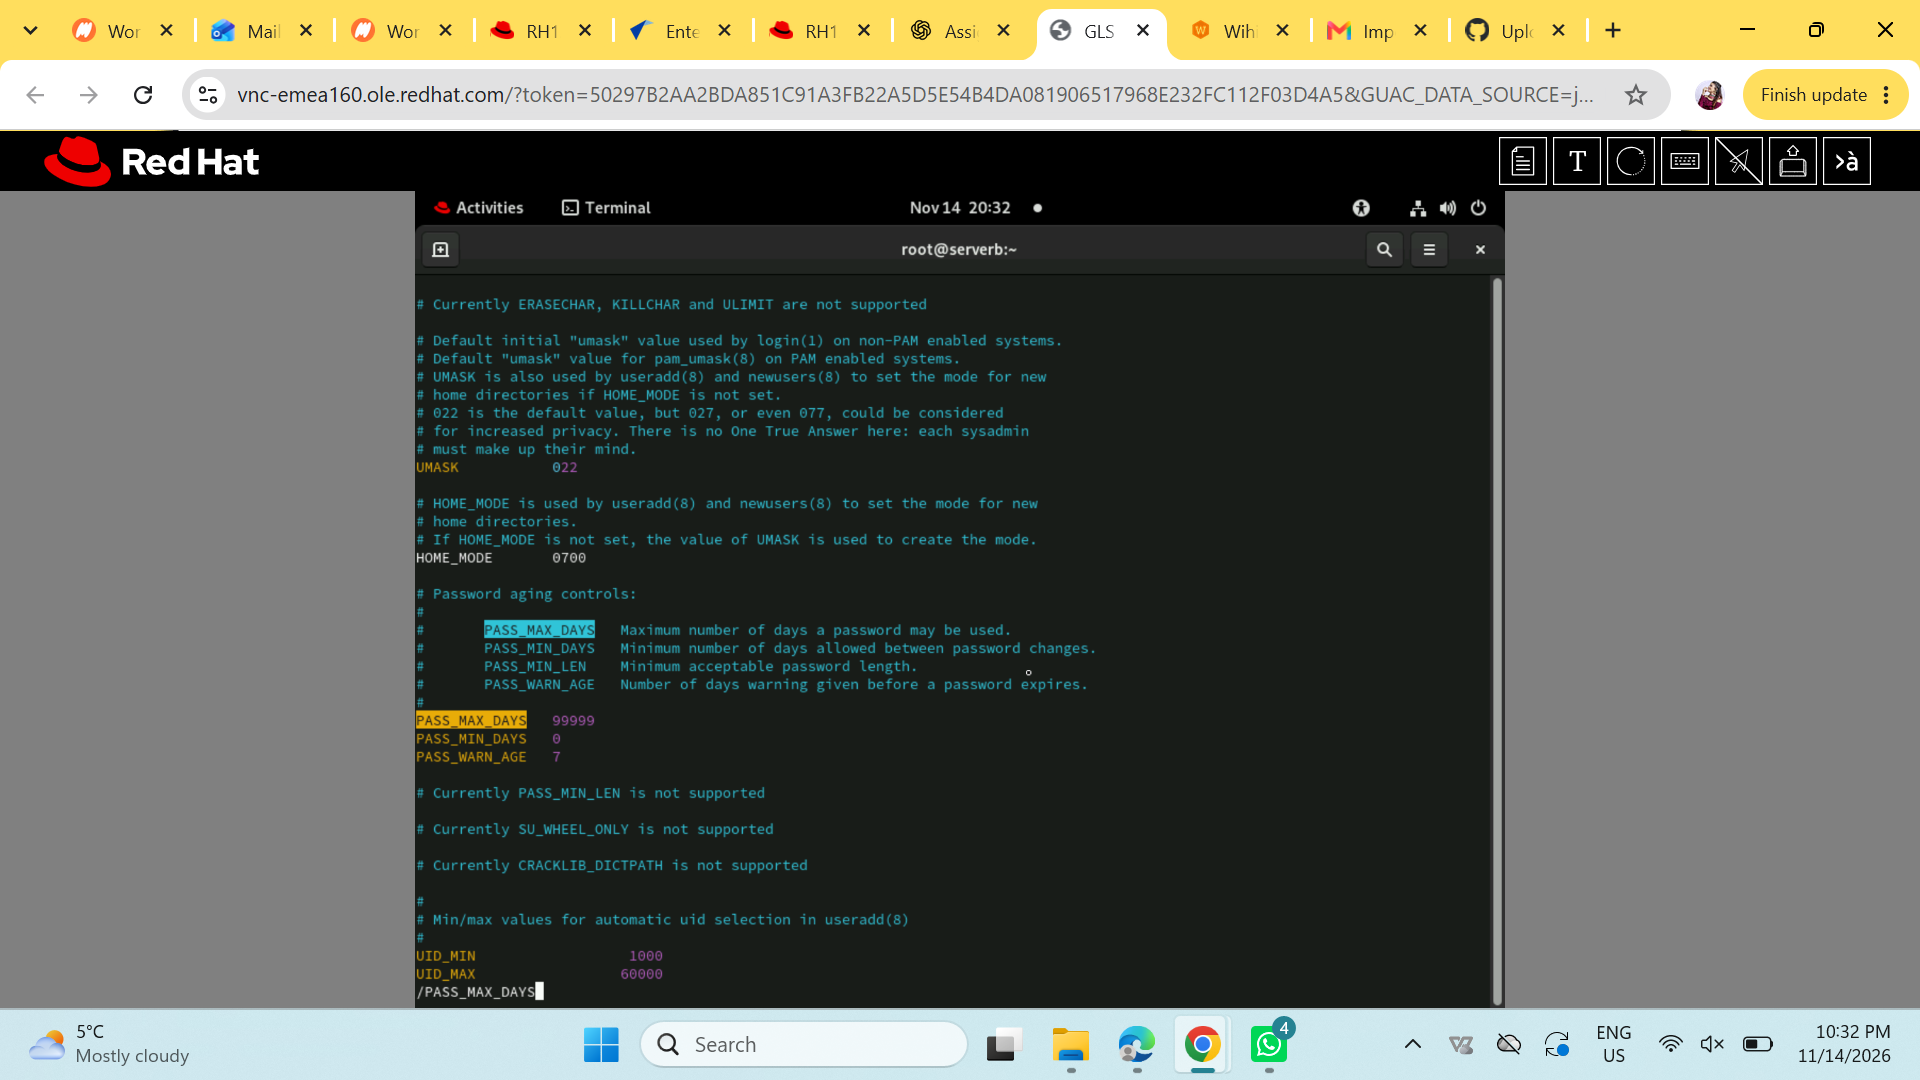 Wor
Mail
Wor
RH1
Ente
RH1
Assi
GLS
Wihi
Imp
Uplo
vnc-emea160.ole.redhat.com/?token=50297B2AA2BDA851C91A3FB22A5D5E54B4DA081906517968E232FC112F03D4A5&GUAC_DATA_SOURCE=j...
Finish update
Red Hat
T
›à
Activities
Terminal
Nov 14 20:32
root@serverb:~
# Currently ERASECHAR, KILLCHAR and ULIMIT are not supported
# Default initial "umask" value used by login(1) on non-PAM enabled systems.
# Default "umask" value for pam_umask(8) on PAM enabled systems.
# UMASK is also used by useradd(8) and newusers(8) to set the mode for new
# home directories if HOME_MODE is not set.
# 022 is the default value, but 027, or even 077, could be considered
# for increased privacy. There is no One True Answer here: each sysadmin
# must make up their mind.
UMASK 022
# HOME_MODE is used by useradd(8) and newusers(8) to set the mode for new
# home directories.
# If HOME_MODE is not set, the value of UMASK is used to create the mode.
HOME_MODE 0700
# Password aging controls:
#
# PASS_MAX_DAYS Maximum number of days a password may be used.
# PASS_MIN_DAYS Minimum number of days allowed between password changes.
# PASS_MIN_LEN Minimum acceptable password length.
# PASS_WARN_AGE Number of days warning given before a password expires.
#
PASS_MAX_DAYS 99999
PASS_MIN_DAYS 0
PASS_WARN_AGE 7
# Currently PASS_MIN_LEN is not supported
# Currently SU_WHEEL_ONLY is not supported
# Currently CRACKLIB_DICTPATH is not supported
#
# Min/max values for automatic uid selection in useradd(8)
#
UID_MIN 1000
UID_MAX 60000
/PASS_MAX_DAYS
5°C
Mostly cloudy
Search
4
ENG
US
10:32 PM
11/14/2026